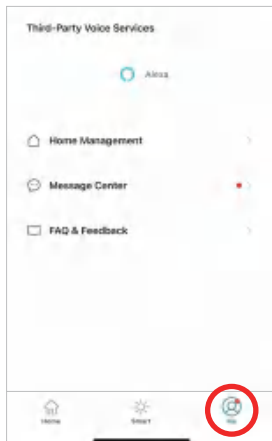 Third-Party Voice Services
Alexa
Home Management
Message Center
FAQ & Feedback
Home
Smart
Me